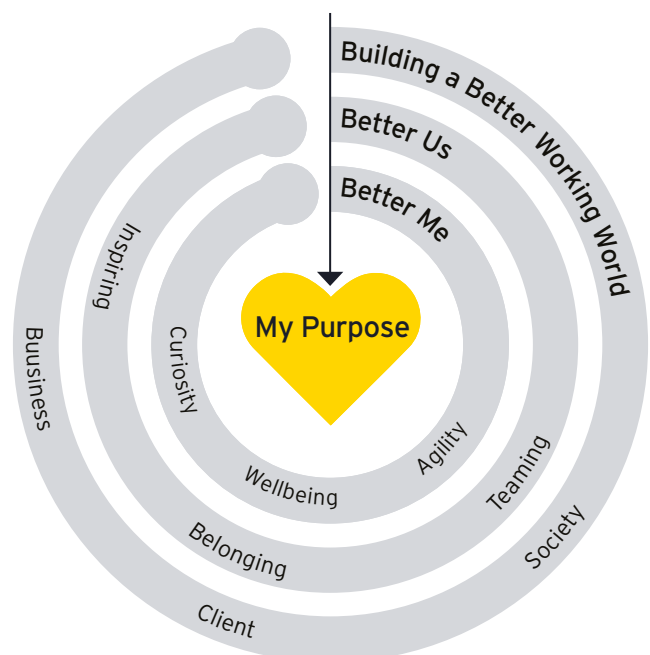 Building a Better Working World
Better Us
Better Me
My Purpose
Inspiring
Buusiness
Curiosity
Agility
Wellbeing
Teaming
Belonging
Society
Client